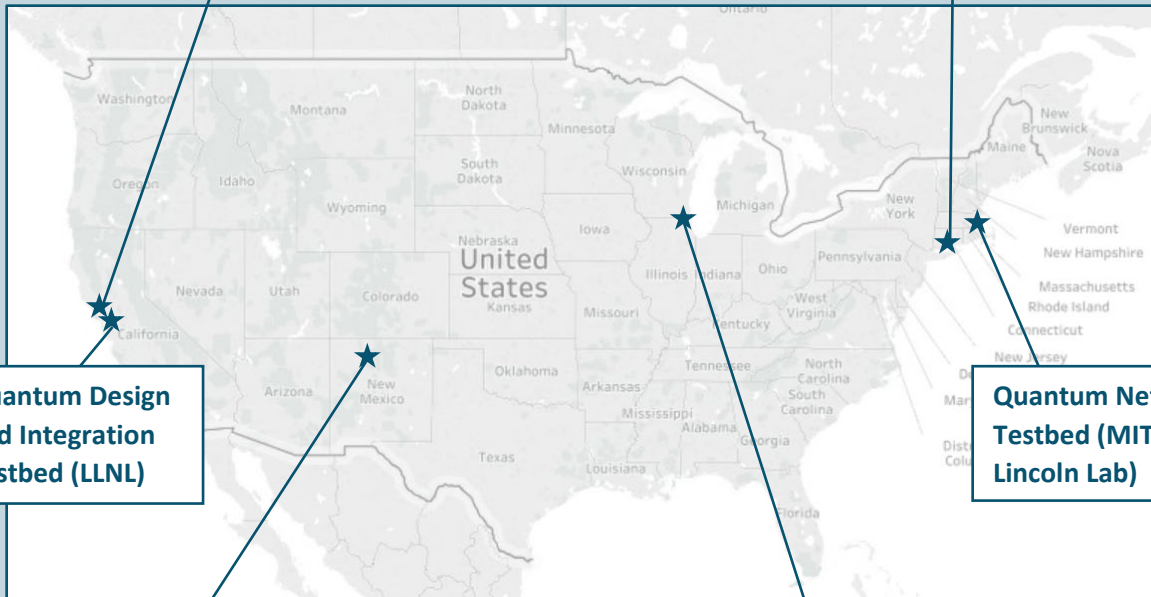 Ontario
Washington
Montana
North
Dakota
Minnesota
New
Brunswick
Maine
Nova
Scotia
Oregon
Idaho
South
Dakota
Wisconsin
Michigan
New
York
Wyoming
Iowa
Vermont
New Hampshire
Nebraska
United
States
Kansas
Nevada
Utah
Colorado
Illinois
Indiana
Ohio
Pennsylvania
Massachusetts
Rhode Island
Connecticut
California
Missouri
West
Virginia
Kentucky
New Jersey
Arizona
New
Mexico
Oklahoma
Arkansas
Tennessee
North
Carolina
South
Carolina
Mississippi
Alabama
Georgia
Texas
Louisiana
Florida
D
Mar
Dist
Colu
uantum Design
d Integration
stbed (LLNL)
Quantum Net
Testbed (MIT
Lincoln Lab)